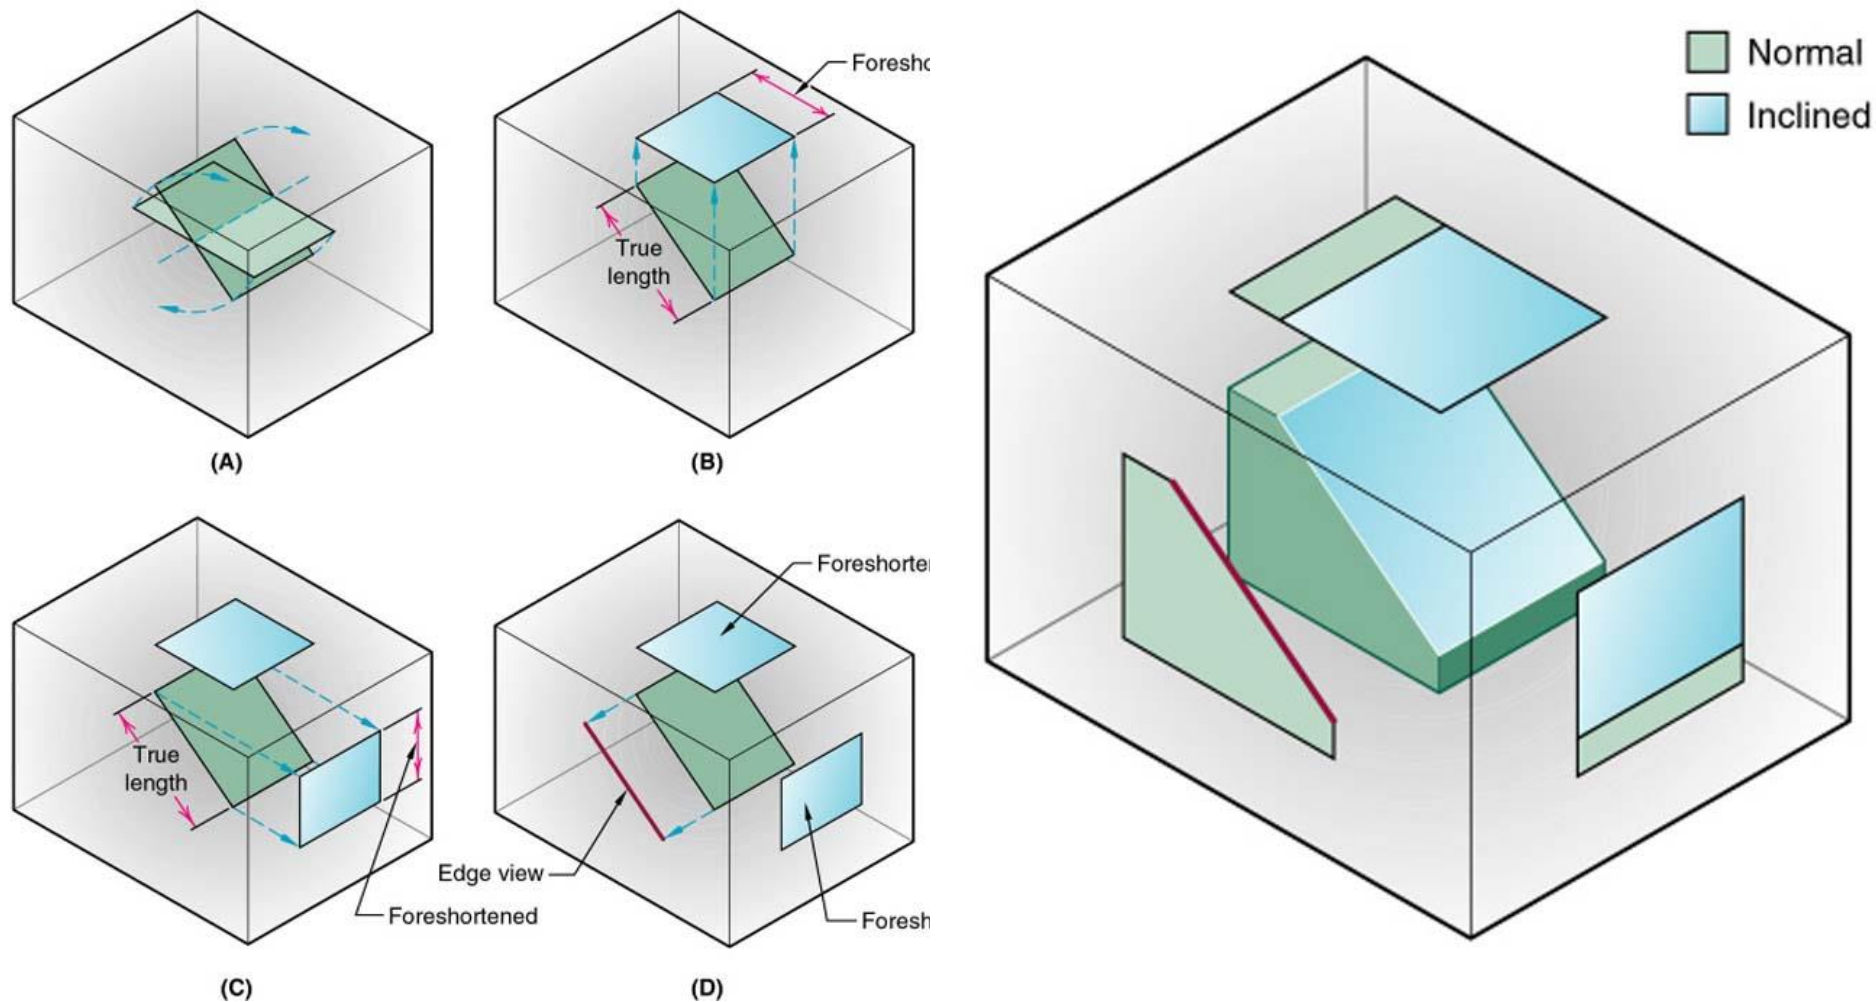 Foresho
True
length
(A)
(B)
Foreshorte
True
length
Edge view
Foreshortened
Foresh
(C)
(D)
Normal
Inclined